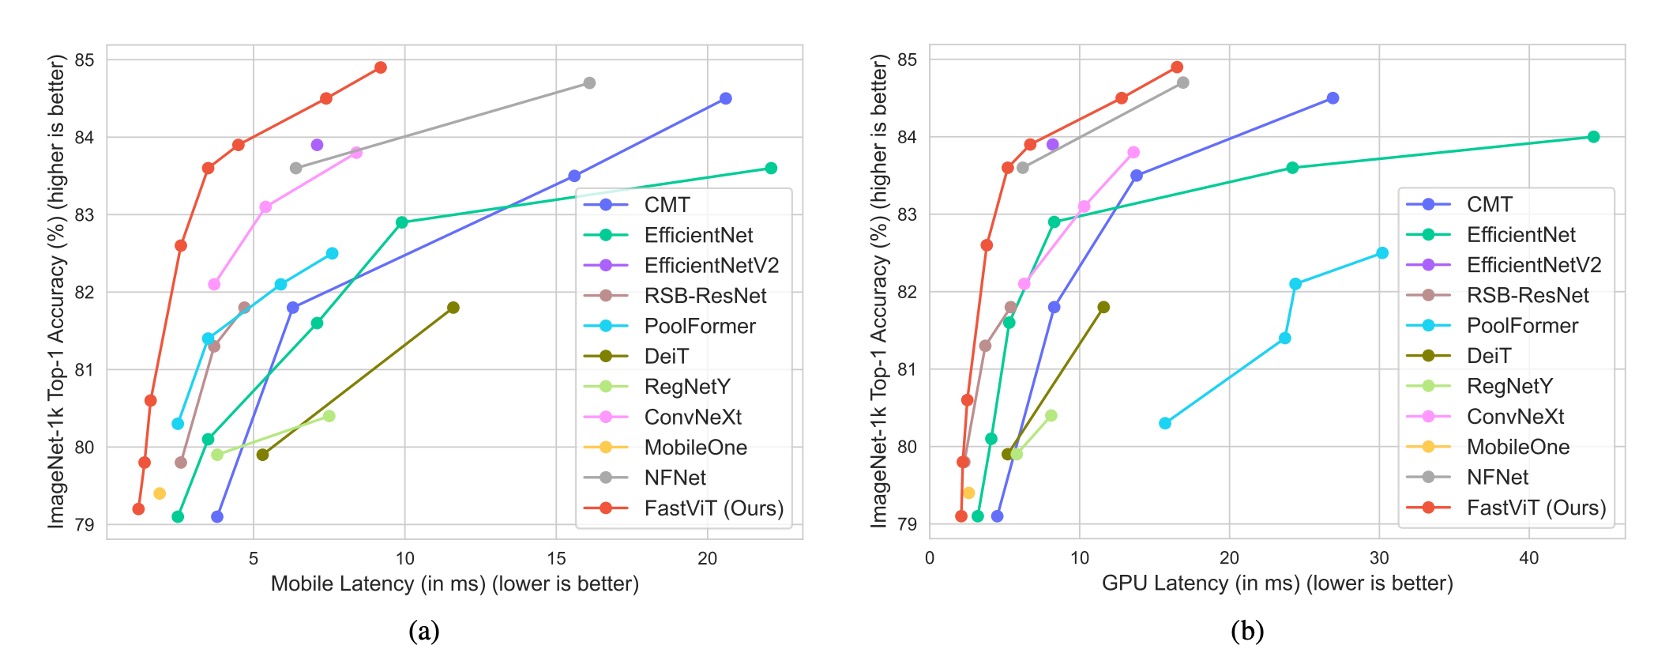 ImageNet-1k Top-1 Accuracy (%) (higher is better)
85
84
83
82
81
80
79
5
10
15
20
Mobile Latency (in ms) (lower is better)
CMT
EfficientNet
EfficientNetV2
RSB-ResNet
PoolFormer
DeiT
RegNetY
ConvNeXt
MobileOne
NFNet
FastViT (Ours)
(a)
ImageNet-1k Top-1 Accuracy (%) (higher is better)
85
84
83
82
81
80
79
0
10
20
30
40
GPU Latency (in ms) (lower is better)
CMT
EfficientNet
EfficientNetV2
RSB-ResNet
PoolFormer
DeiT
RegNetY
ConvNeXt
MobileOne
NFNet
FastViT (Ours)
(b)